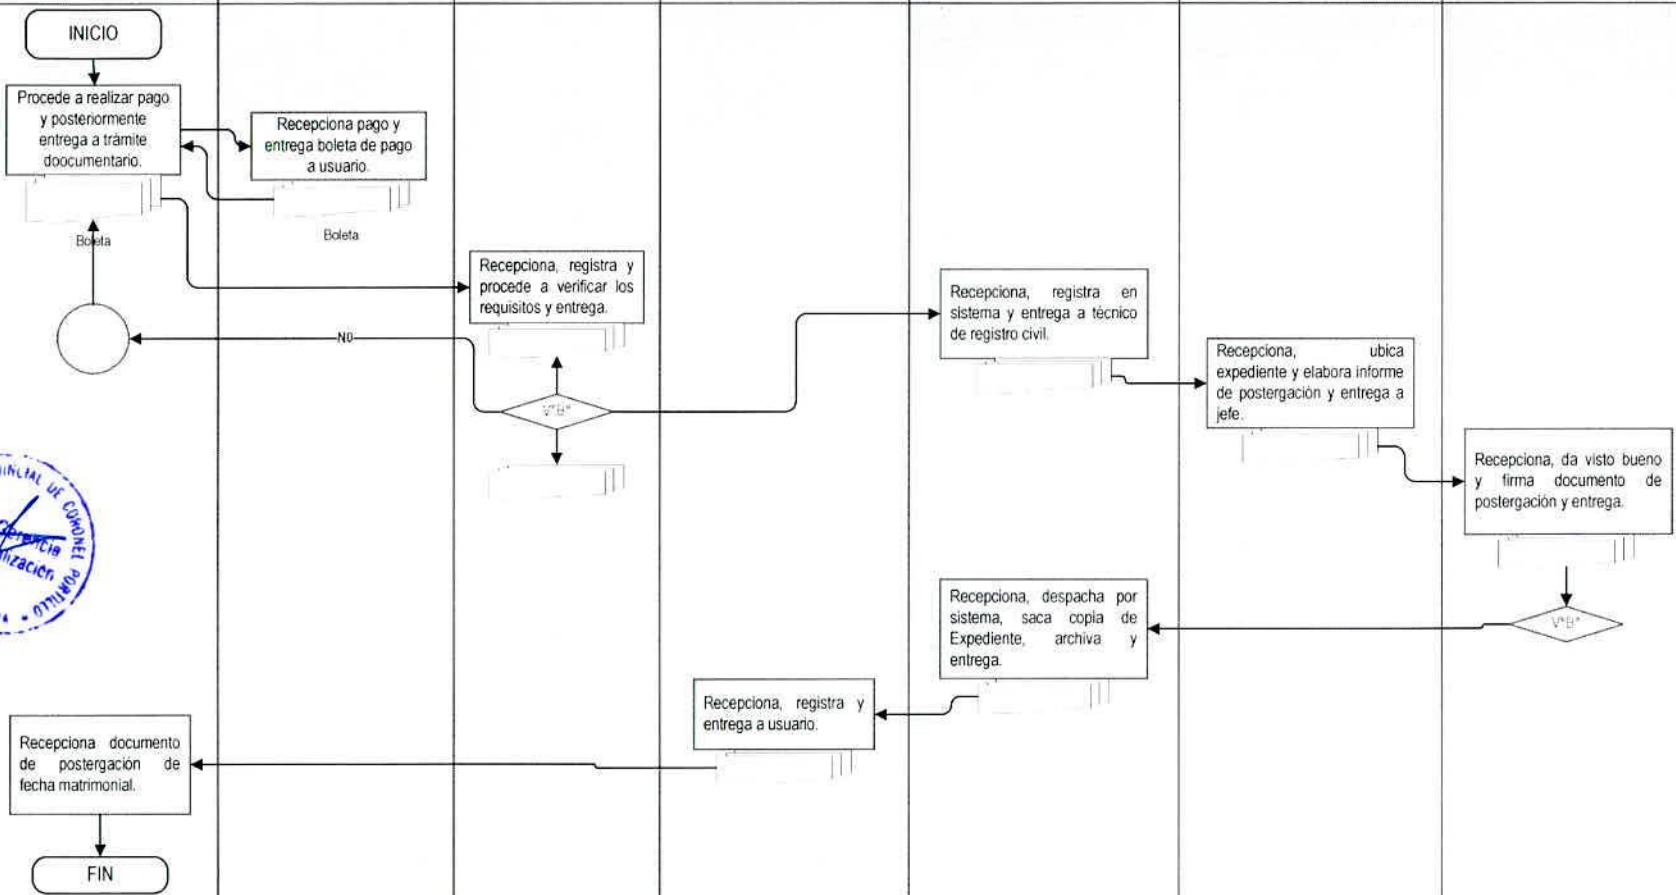 INICIO
Procede a realizar pago
y posteriormente
entrega a trámite
doocumentario.
Boleta
Recepciona pago y
entrega boleta de pago
a usuario.
Boleta
Recepciona, registra y
procede a verificar los
requisitos y entrega.
NO
V°B°
Recepciona, registra en
sistema y entrega a técnico
de registro civil.
Recepciona, ubica
expediente y elabora informe
de postergación y entrega a
jefe.
Recepciona, da visto bueno
y firma documento de
postergación y entrega.
V°B°
Recepciona, despacha por
sistema, saca copia de
Expediente, archiva y
entrega.
Recepciona, registra y
entrega a usuario.
Recepciona documento
de postergación de
fecha matrimonial.
FIN
DE CORONEL PORTILLO